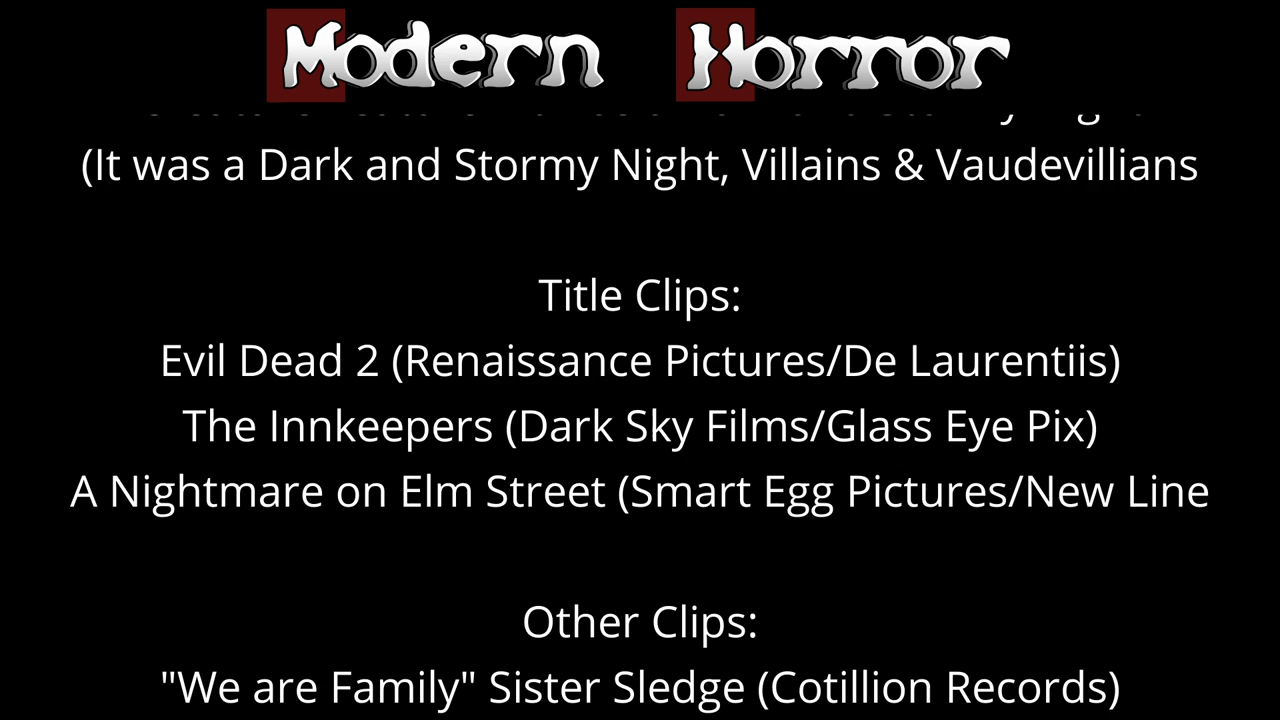 Modern Horror
(It was a Dark and Stormy Night, Villains & Vaudevillians
Title Clips:
Evil Dead 2 (Renaissance Pictures/De Laurentiis)
The Innkeepers (Dark Sky Films/Glass Eye Pix)
A Nightmare on Elm Street (Smart Egg Pictures/New Line
Other Clips:
"We are Family" Sister Sledge (Cotillion Records)